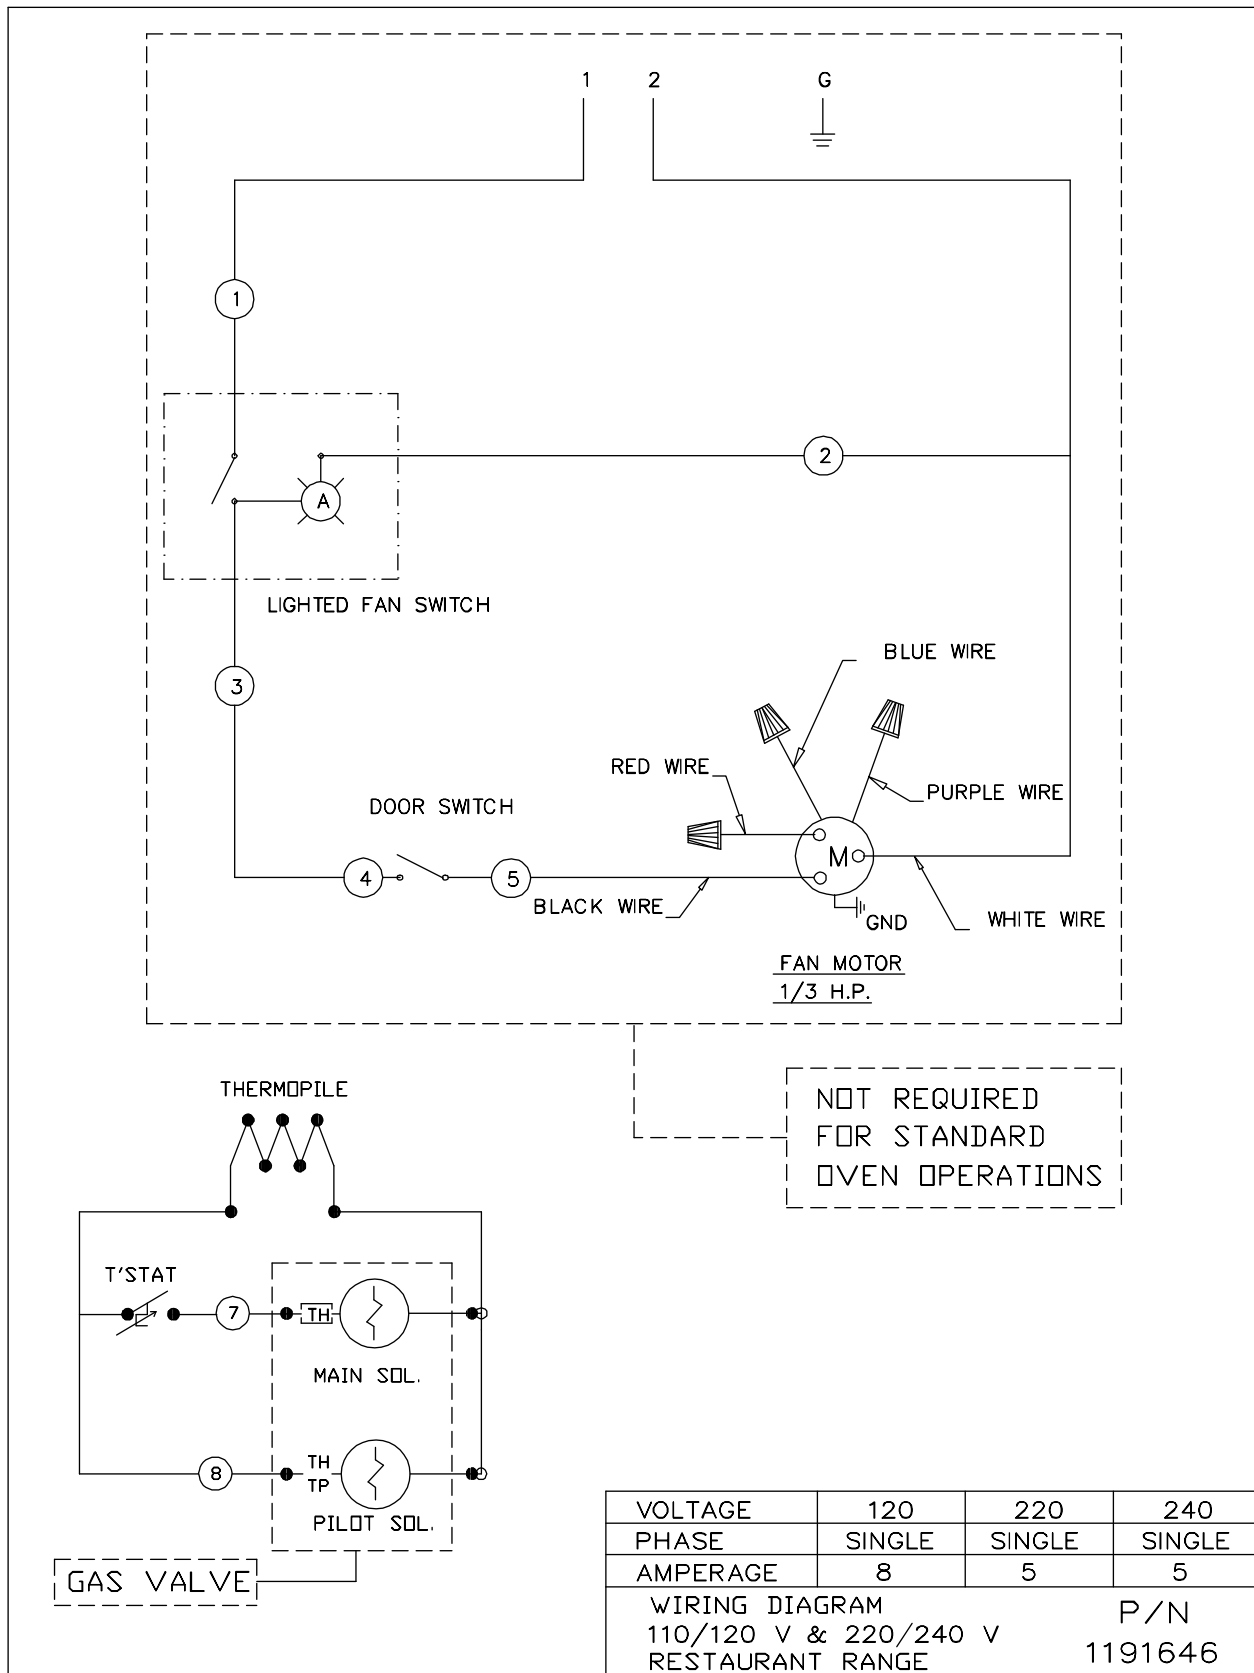 1 2 G
1
2
A
LIGHTED FAN SWITCH
3
BLUE WIRE
RED WIRE
PURPLE WIRE
DOOR SWITCH
M
4
5
BLACK WIRE
GND
WHITE WIRE
FAN MOTOR
1/3 H.P.
THERMOPILE
NOT REQUIRED
FOR STANDARD
OVEN OPERATIONS
T'STAT
7
TH
MAIN SOL.
8
TH
TP
PILOT SOL.
GAS VALVE
VOLTAGE 120 220 240
PHASE SINGLE SINGLE SINGLE
AMPERAGE 8 5 5
WIRING DIAGRAM
110/120 V & 220/240 V
RESTAURANT RANGE
P/N
1191646